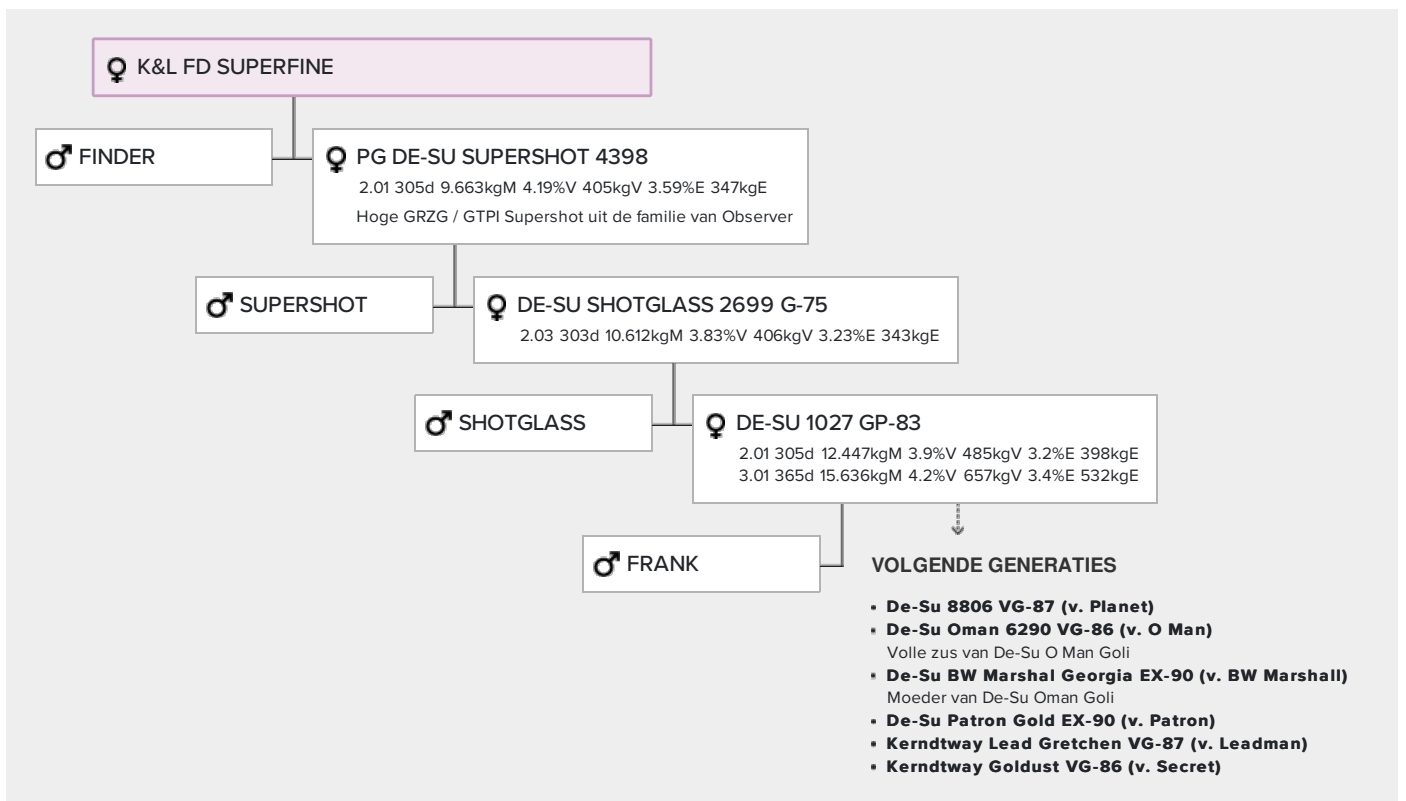 K&L FD SUPERFINE
FINDER
PG DE-SU SUPERSHOT 4398
2.01 305d 9.663kgM 4.19%V 405kgV 3.59%E 347kgE
Hoge GRZG / GTPI Supershot uit de familie van Observer
SUPERSHOT
DE-SU SHOTGLASS 2699 G-75
2.03 303d 10.612kgM 3.83%V 406kgV 3.23%E 343kgE
SHOTGLASS
DE-SU 1027 GP-83
2.01 305d 12.447kgM 3.9%V 485kgV 3.2%E 398kgE
3.01 365d 15.636kgM 4.2%V 657kgV 3.4%E 532kgE
FRANK
VOLGENDE GENERATIES
De-Su 8806 VG-87 (v. Planet)
De-Su Oman 6290 VG-86 (v. O Man)
Volle zus van De-Su O Man Goli
De-Su BW Marshal Georgia EX-90 (v. BW Marshall)
Moeder van De-Su Oman Goli
De-Su Patron Gold EX-90 (v. Patron)
Kerndtway Lead Gretchen VG-87 (v. Leadman)
Kerndtway Goldust VG-86 (v. Secret)